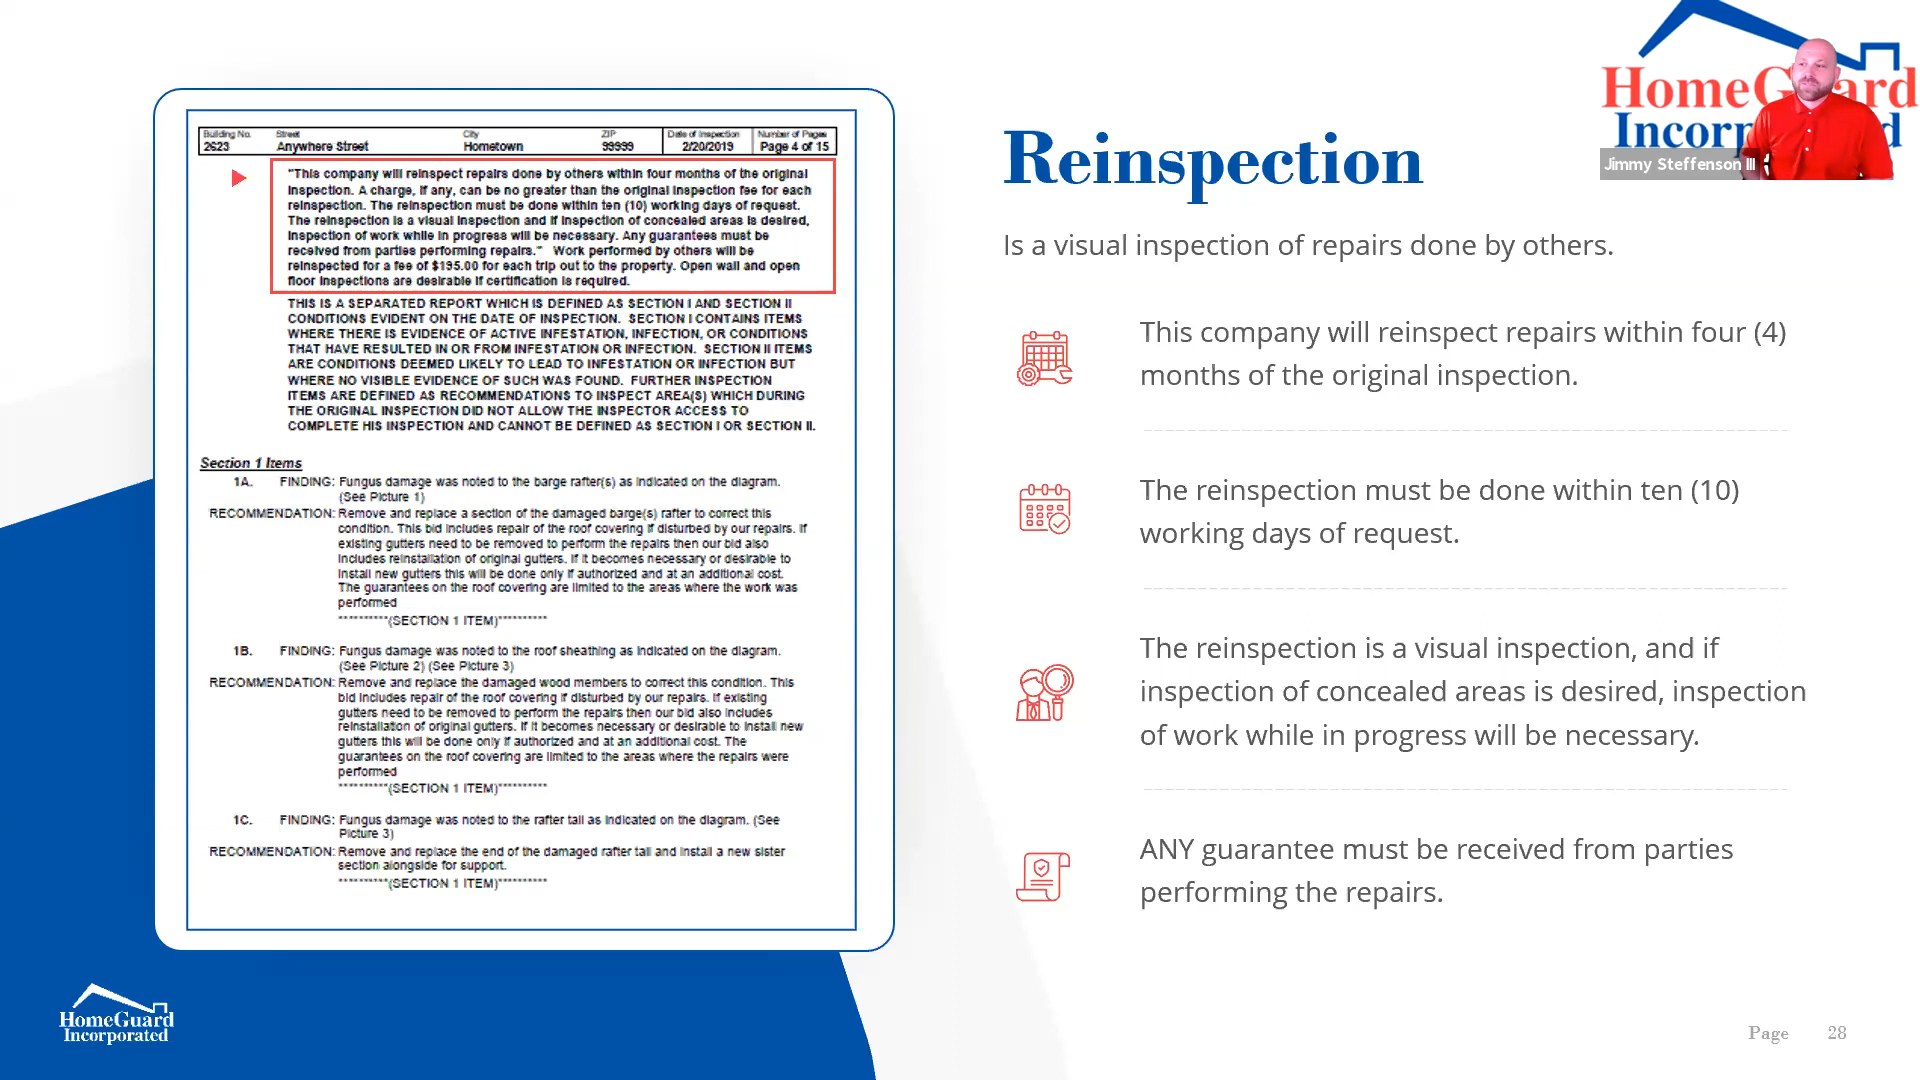 Building No.
Street
City
ZIP
Date of Inspection
Number of Pages
2623
Anywhere Street
Hometown
99999
2/20/2019
Page 4 of 15
"This company will reinspect repairs done by others within four months of the original
inspection. A charge, if any, can be no greater than the original inspection fee for each
reinspection. The reinspection must be done within ten (10) working days of request.
The reinspection is a visual inspection and if inspection of concealed areas is desired,
inspection of work while in progress will be necessary. Any guarantees must be
received from parties performing repairs." Work performed by others will be
reinspected for a fee of $195.00 for each trip out to the property. Open wall and open
floor inspections are desirable if certification is required.
THIS IS A SEPARATED REPORT WHICH IS DEFINED AS SECTION I AND SECTION II
CONDITIONS EVIDENT ON THE DATE OF INSPECTION. SECTION I CONTAINS ITEMS
WHERE THERE IS EVIDENCE OF ACTIVE INFESTATION, INFECTION, OR CONDITIONS
THAT HAVE RESULTED IN OR FROM INFESTATION OR INFECTION. SECTION II ITEMS
ARE CONDITIONS DEEMED LIKELY TO LEAD TO INFESTATION OR INFECTION BUT
WHERE NO VISIBLE EVIDENCE OF SUCH WAS FOUND. FURTHER INSPECTION
ITEMS ARE DEFINED AS RECOMMENDATIONS TO INSPECT AREA(S) WHICH DURING
THE ORIGINAL INSPECTION DID NOT ALLOW THE INSPECTOR ACCESS TO
COMPLETE HIS INSPECTION AND CANNOT BE DEFINED AS SECTION I OR SECTION II.
Section 1 Items
1A. FINDING: Fungus damage was noted to the barge rafter(s) as indicated on the diagram.
(See Picture 1)
RECOMMENDATION: Remove and replace a section of the damaged barge(s) rafter to correct this
condition. This bid includes repair of the roof covering if disturbed by our repairs. If
existing gutters need to be removed to perform the repairs then our bid also
includes reinstallation of original gutters. If it becomes necessary or desirable to
install new gutters this will be done only if authorized and at an additional cost.
The guarantees on the roof covering are limited to the areas where the work was
performed
**********(SECTION 1 ITEM)**********
1B. FINDING: Fungus damage was noted to the roof sheathing as indicated on the diagram.
(See Picture 2) (See Picture 3)
RECOMMENDATION: Remove and replace the damaged wood members to correct this condition. This
bid includes repair of the roof covering if disturbed by our repairs. If existing
gutters need to be removed to perform the repairs then our bid also includes
reinstallation of original gutters. If it becomes necessary or desirable to install new
gutters this will be done only if authorized and at an additional cost. The
guarantees on the roof covering are limited to the areas where the repairs were
performed
**********(SECTION 1 ITEM)**********
1C. FINDING: Fungus damage was noted to the rafter tail as indicated on the diagram. (See
Picture 3)
RECOMMENDATION: Remove and replace the end of the damaged rafter tail and install a new sister
section alongside for support.
**********(SECTION 1 ITEM)**********
HomeGuard
Incorporated
Reinspection
Is a visual inspection of repairs done by others.
This company will reinspect repairs within four (4)
months of the original inspection.
The reinspection must be done within ten (10)
working days of request.
The reinspection is a visual inspection, and if
inspection of concealed areas is desired, inspection
of work while in progress will be necessary.
ANY guarantee must be received from parties
performing the repairs.
Jimmy Steffenson III
Page 28